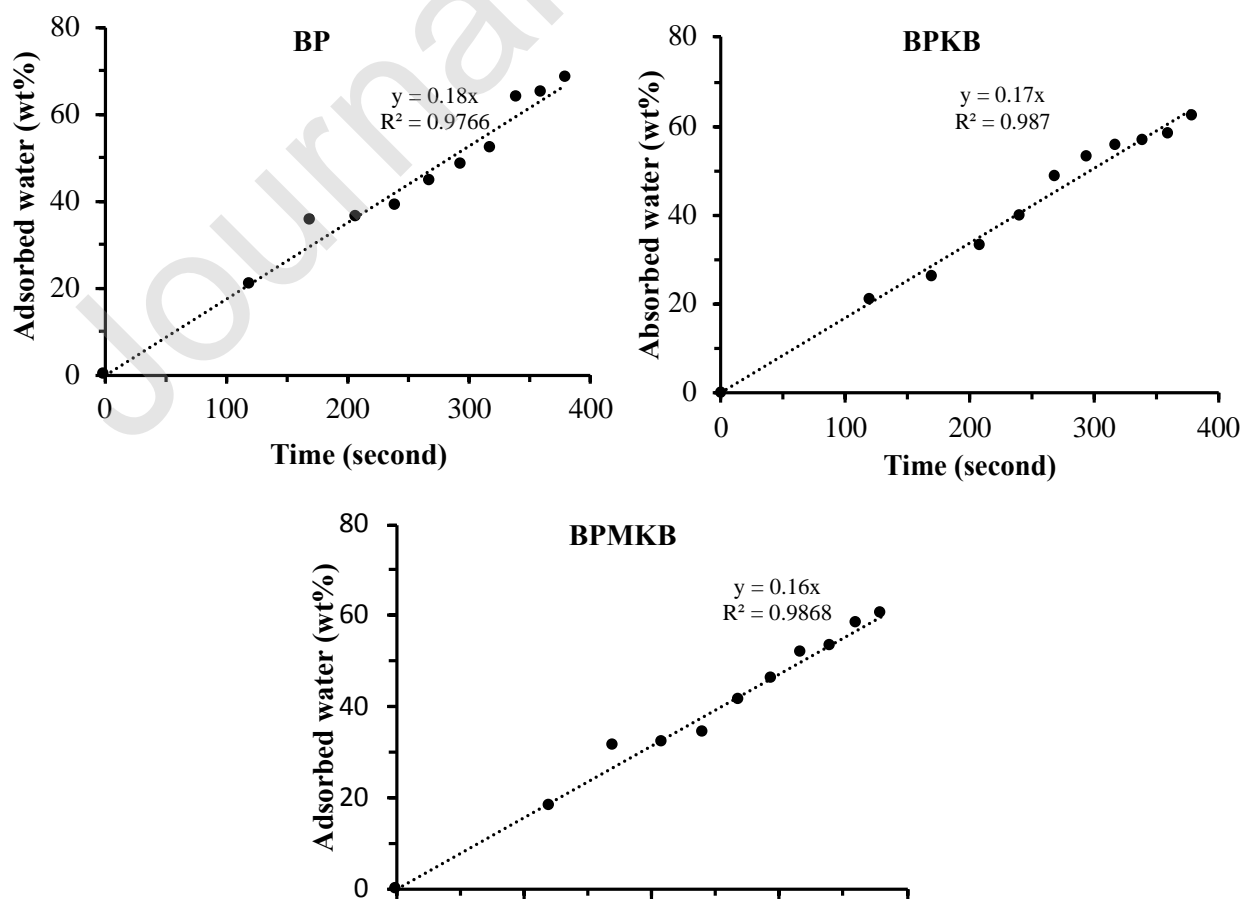 Journal
BP
y = 0.18x
R² = 0.9766
Adsorbed water (wt%)
80
60
40
20
0
0 100 200 300 400
Time (second)
BPKB
y = 0.17x
R² = 0.987
Absorbed water (wt%)
80
60
40
20
0
0 100 200 300 400
Time (second)
BPMKB
y = 0.16x
R² = 0.9868
Adsorbed water (wt%)
80
60
40
20
0